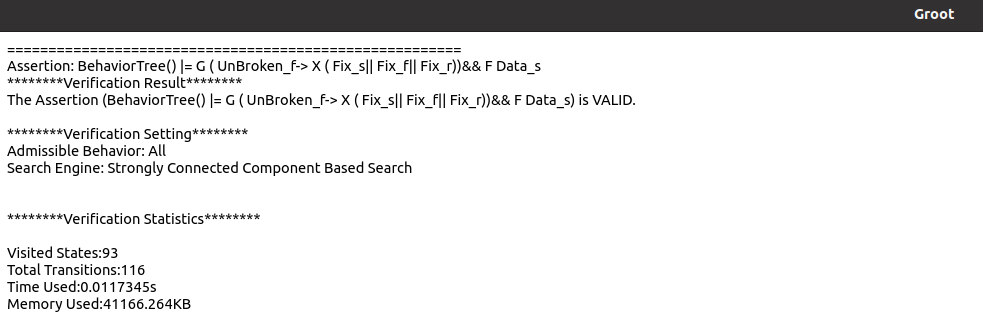 Groot
=======================================================
Assertion: BehaviorTree() |= G ( UnBroken_f-> X ( Fix_s|| Fix_f|| Fix_r))&& F Data_s
********Verification Result********
The Assertion (BehaviorTree() |= G ( UnBroken_f-> X ( Fix_s|| Fix_f|| Fix_r))&& F Data_s) is VALID.
********Verification Setting********
Admissible Behavior: All
Search Engine: Strongly Connected Component Based Search
********Verification Statistics********
Visited States:93
Total Transitions:116
Time Used:0.0117345s
Memory Used:41166.264KB